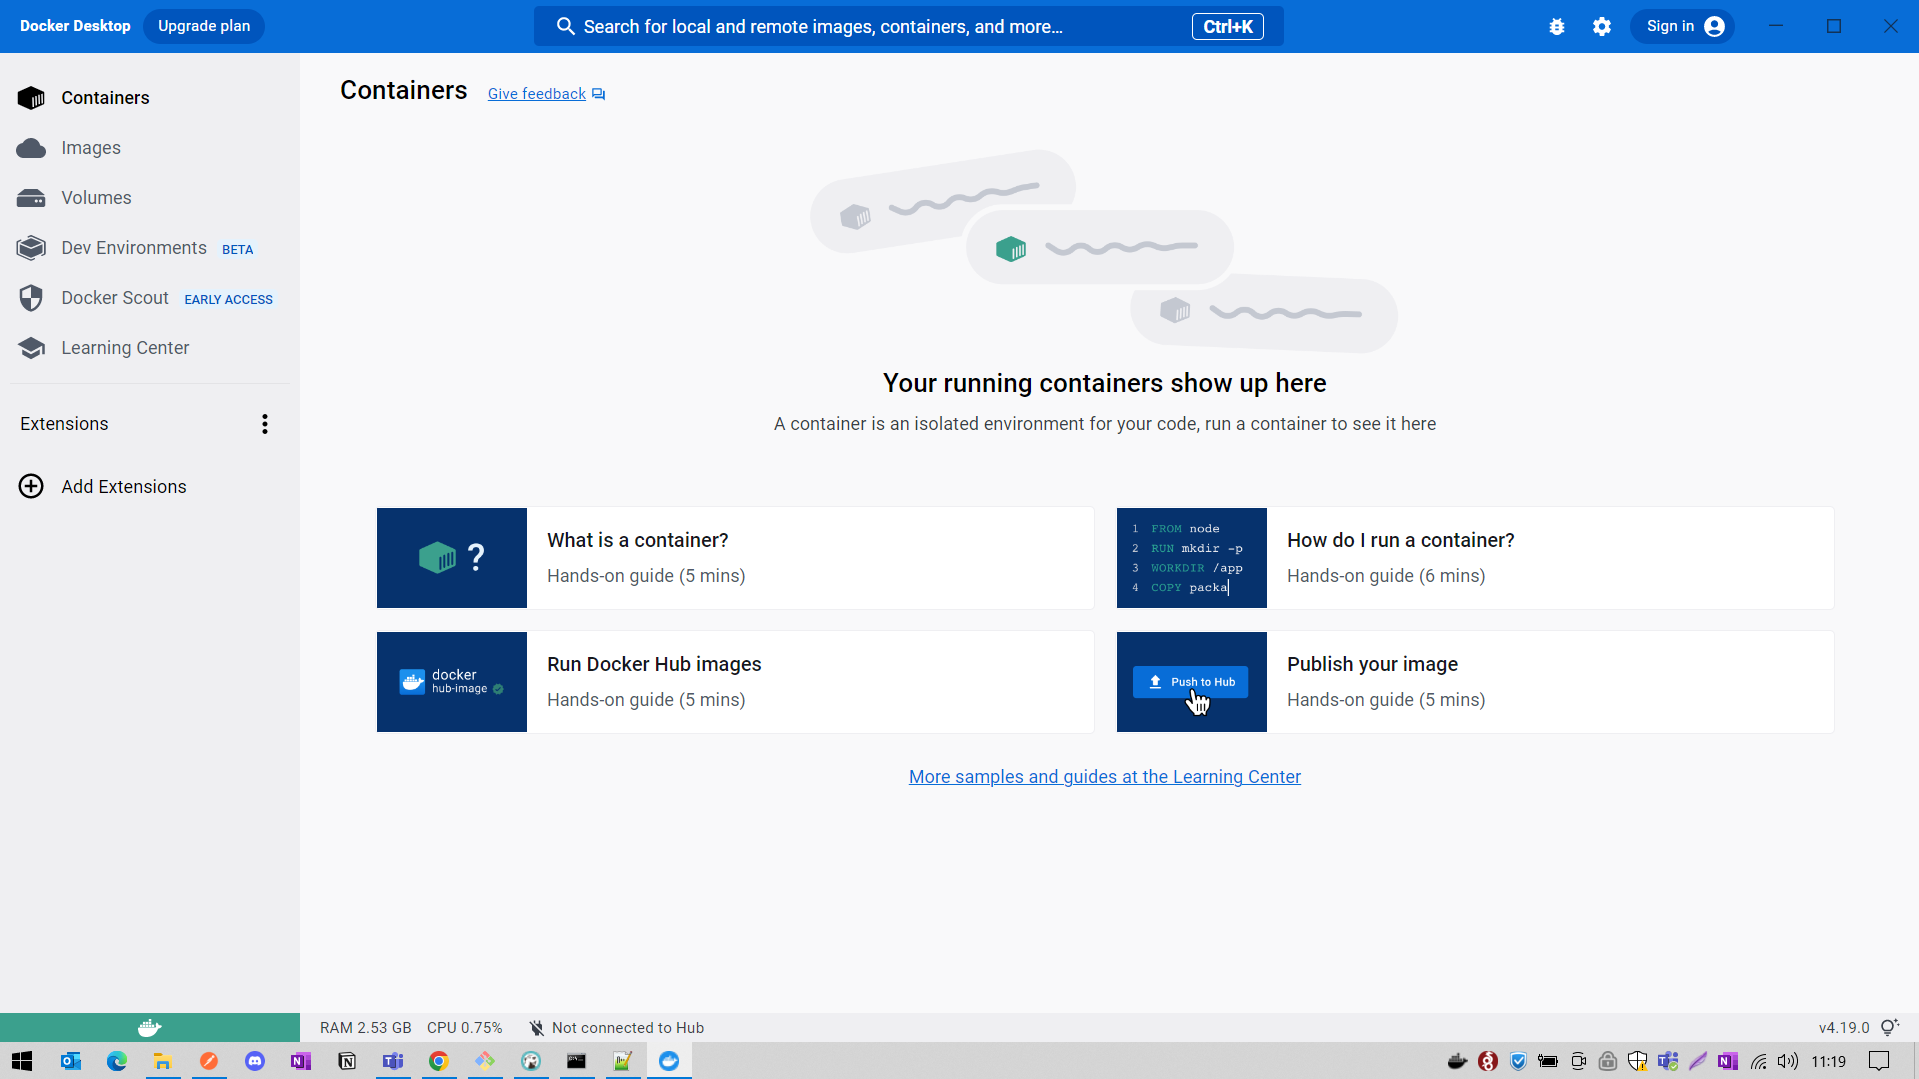 Docker Desktop
Upgrade plan
Search for local and remote images, containers, and more...
Ctrl+K
Sign in
Containers
Images
Volumes
Dev Environments BETA
Docker Scout EARLY ACCESS
Learning Center
Extensions
Add Extensions
Containers
Give feedback
Your running containers show up here
A container is an isolated environment for your code, run a container to see it here
?
What is a container?
Hands-on guide (5 mins)
1 FROM node
2 RUN mkdir -p
3 WORKDIR /app
4 COPY packa
How do I run a container?
Hands-on guide (6 mins)
docker
hub-image
Run Docker Hub images
Hands-on guide (5 mins)
Push to Hub
Publish your image
Hands-on guide (5 mins)
More samples and guides at the Learning Center
RAM 2.53 GB CPU 0.75% Not connected to Hub
v4.19.0
11:19